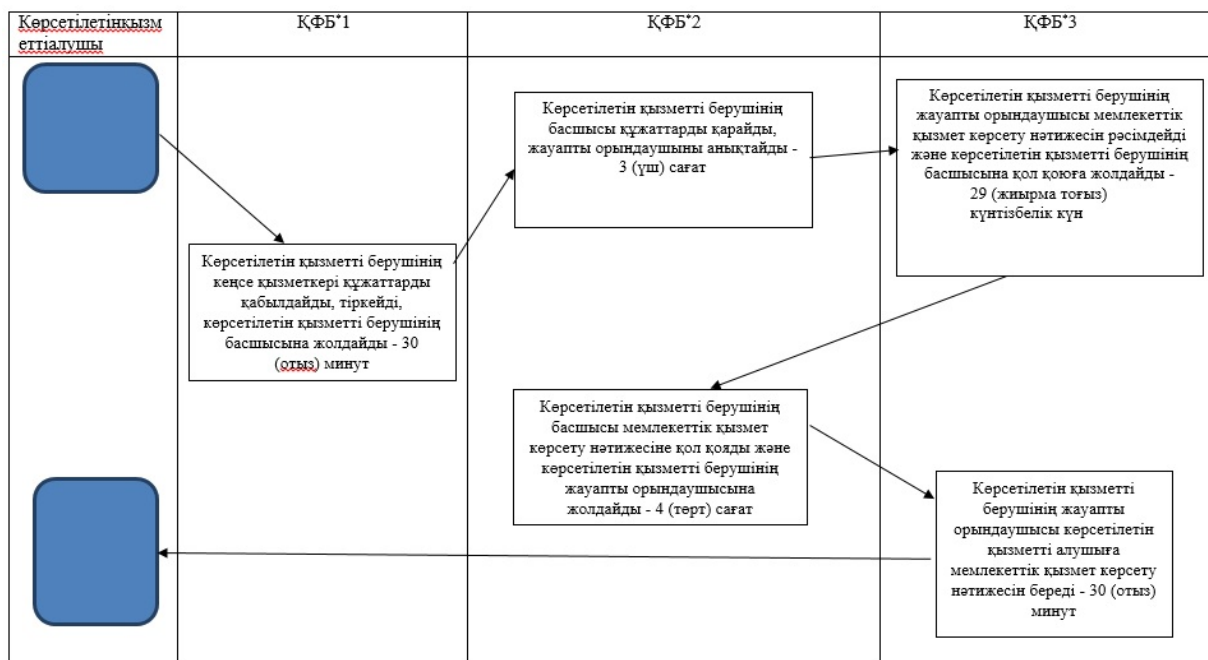 Көрсетілетінқызм
еттіалушы
ҚФБ*1
ҚФБ*2
ҚФБ*3
Көрсетілетін қызметті берушінің
кеңсе қызметкері құжаттарды
қабылдайды, тіркейді,
көрсетілетін қызметті берушінің
басшысына жолдайды - 30
(отыз) минут
Көрсетілетін қызметті берушінің
басшысы құжаттарды қарайды,
жауапты орындаушыны анықтайды -
3 (үш) сағат
Көрсетілетін қызметті берушінің
жауапты орындаушысы мемлекеттік
қызмет көрсету нәтижесін рәсімдейді
және көрсетілетін қызметті берушінің
басшысына қол қоюға жолдайды -
29 (жиырма тоғыз)
күнтізбелік күн
Көрсетілетін қызметті берушінің
басшысы мемлекеттік қызмет
көрсету нәтижесіне қол қояды және
көрсетілетін қызметті берушінің
жауапты орындаушысына
жолдайды - 4 (төрт) сағат
Көрсетілетін қызметті
берушінің жауапты
орындаушысы көрсетілетін
қызметті алушыға
мемлекеттік қызмет көрсету
нәтижесін береді - 30 (отыз)
минут